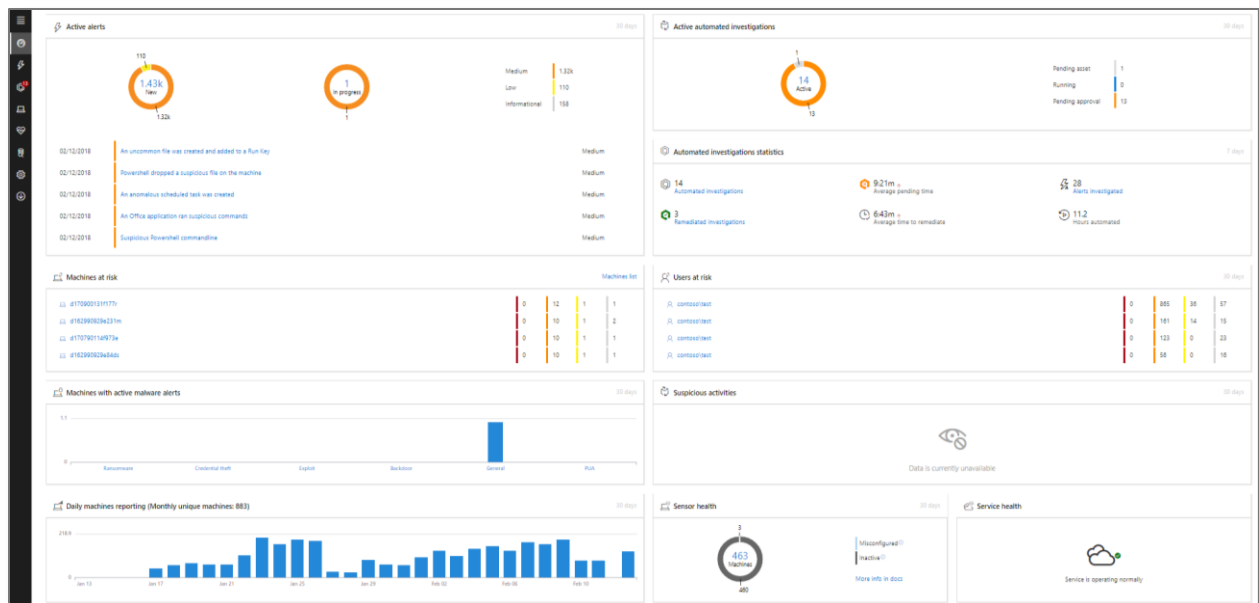 Active alerts
30 days
110
1.43k
New
1.32k
1
In progress
1
Medium 1.32k
Low 110
Informational 158
02/12/2018 An uncommon file was created and added to a Run Key Medium
02/12/2018 Powershell dropped a suspicious file on the machine Medium
02/12/2018 An anomalous scheduled task was created Medium
02/12/2018 An Office application ran suspicious commands Medium
02/12/2018 Suspicious Powershell commandline Medium
Active automated investigations
30 days
1
14
Active
13
Pending asset 1
Running 0
Pending approval 13
Automated investigations statistics
7 days
14
Automated investigations
9:21m
Average pending time
28
Alerts investigated
3
Remediated investigations
6:43m
Average time to remediate
11.2
Hours automated
Machines at risk
Machines list
0 12 1 1
0 10 1 2
0 10 1 1
0 10 1 1
Users at risk
30 days
contoso\test 0 36 57
contoso\test 0 161 14
contoso\test 0 123 0 23
contoso\test 0 0
Machines with active malware alerts
30 days
1.1
0
Ransomware
Credential theft
Exploit
Backdoor
General
PUA
Suspicious activities
30 days
Data is currently unavailable
Daily machines reporting (Monthly unique machines: 883)
30 days
0
Jan 13
Jan 17
Jan 21
Jan 25
Jan 29
Feb 02
Feb 06
Feb 10
Sensor health
30 days
3
463
Machines
460
Misconfigured
Inactive
More info in docs
Service health
Service is operating normally